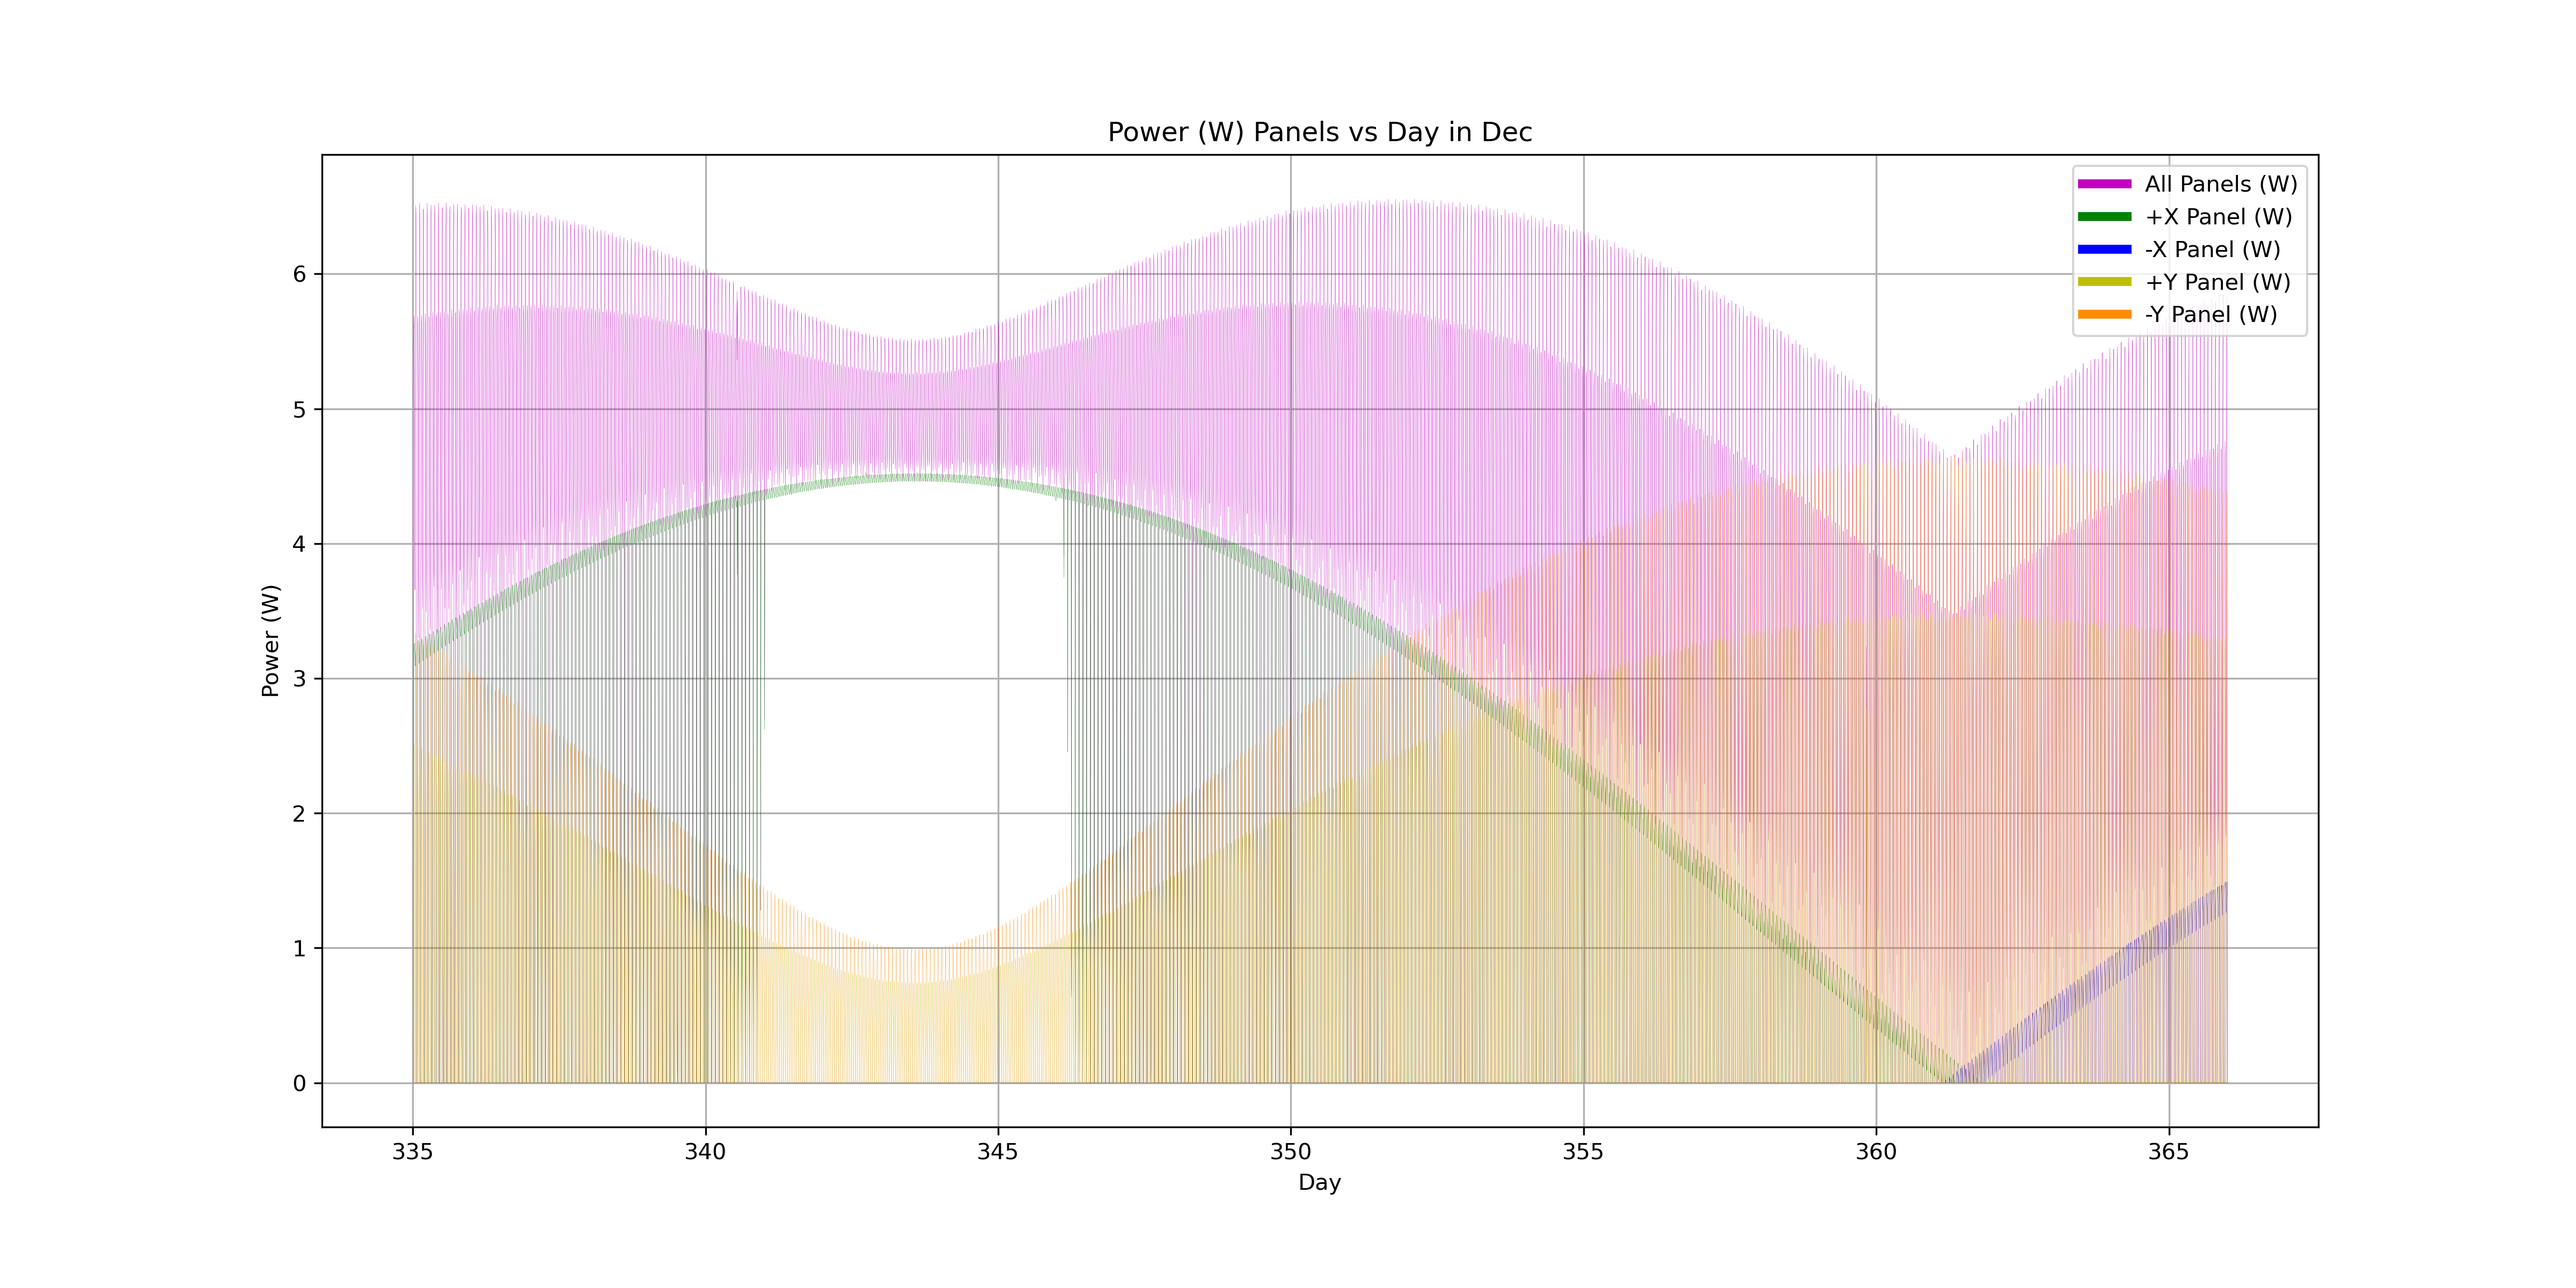 Power (W) Panels vs Day in Dec
All Panels (W)
+X Panel (W)
-X Panel (W)
+Y Panel (W)
-Y Panel (W)
Power (W)
6
5
4
3
2
1
0
335 340 345 350 355 360 365
Day